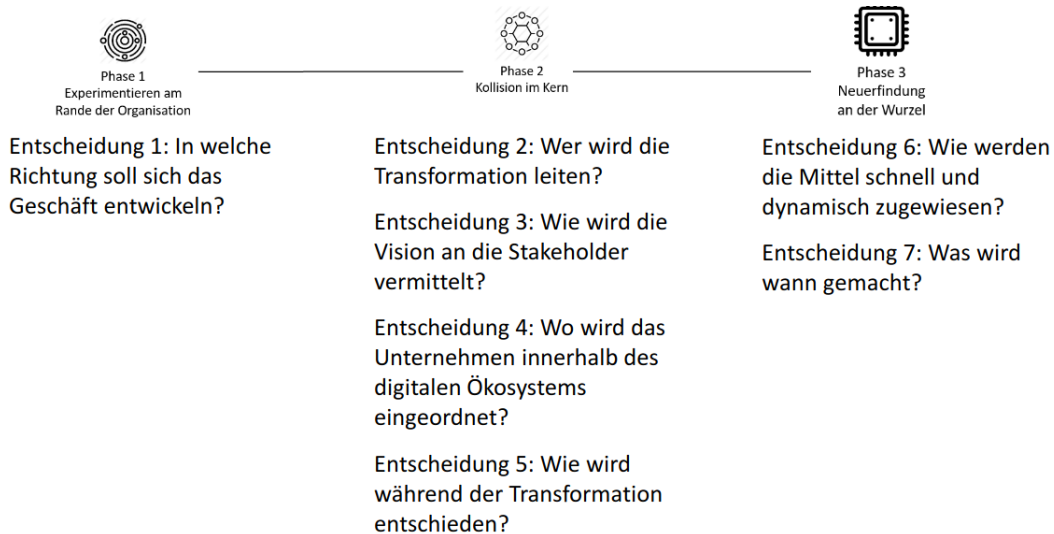 Phase 1
Experimentieren am
Rande der Organisation
Phase 2
Kollision im Kern
Phase 3
Neuerfindung
an der Wurzel
Entscheidung 1: In welche
Richtung soll sich das
Geschäft entwickeln?
Entscheidung 2: Wer wird die
Transformation leiten?
Entscheidung 3: Wie wird die
Vision an die Stakeholder
vermittelt?
Entscheidung 4: Wo wird das
Unternehmen innerhalb des
digitalen Ökosystems
eingeordnet?
Entscheidung 5: Wie wird
während der Transformation
entschieden?
Entscheidung 6: Wie werden
die Mittel schnell und
dynamisch zugewiesen?
Entscheidung 7: Was wird
wann gemacht?